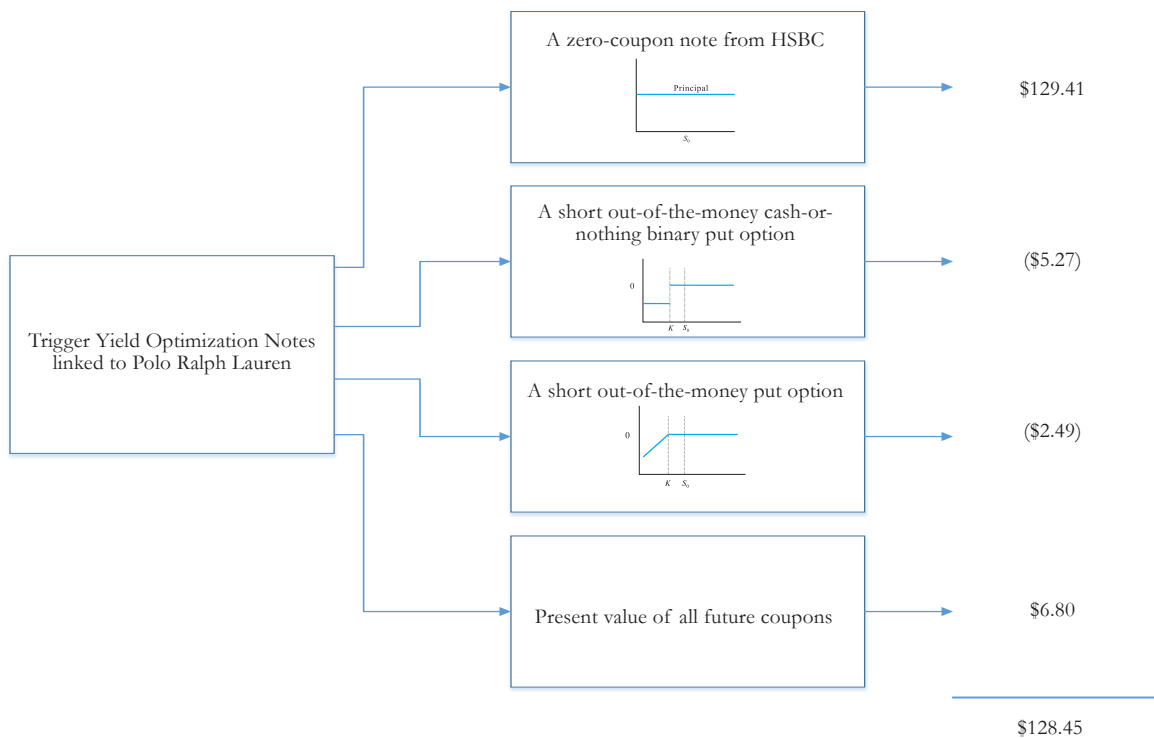 A zero-coupon note from HSBC
Principal
S₀
$129.41
A short out-of-the-money cash-or-
nothing binary put option
0
K S₀
($5.27)
Trigger Yield Optimization Notes
linked to Polo Ralph Lauren
A short out-of-the-money put option
0
K S₀
($2.49)
Present value of all future coupons
$6.80
$128.45